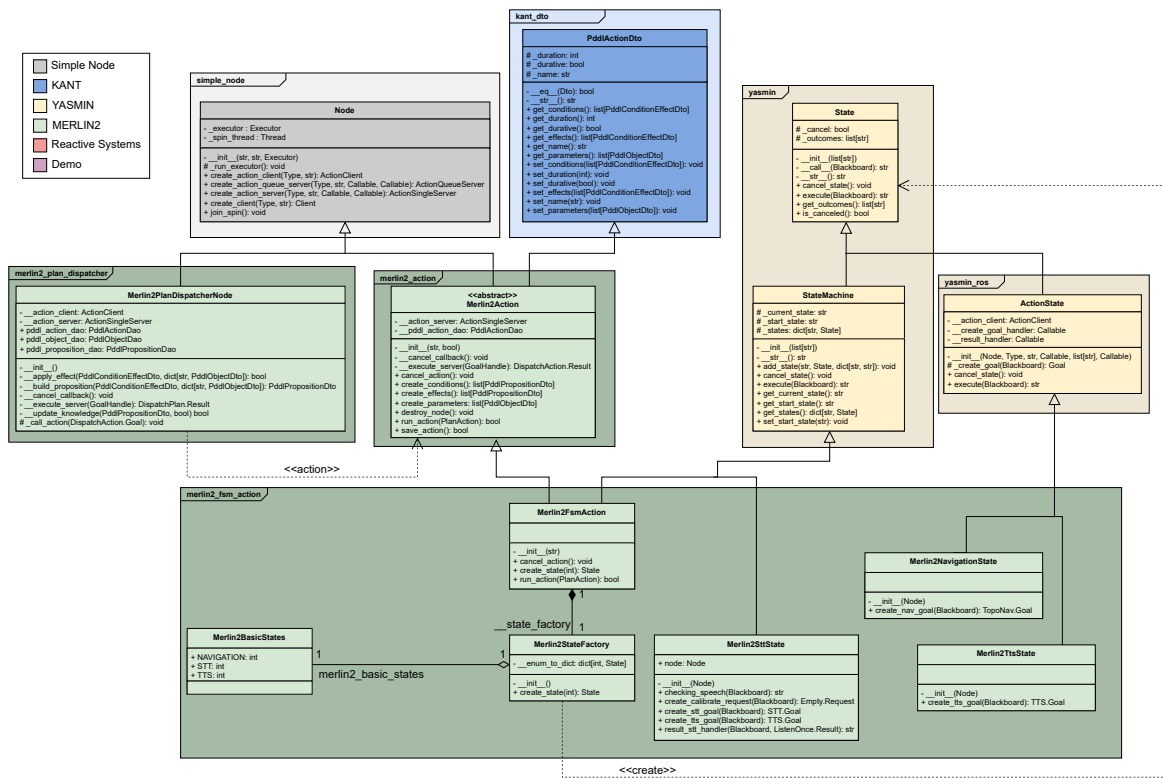 Simple Node
KANT
YASMIN
MERLIN2
Reactive Systems
Demo
simple_node
Node
- _executor : Executor
- _spin_thread : Thread
- __init__(str, str, Executor)
# _run_executor(): void
+ create_action_client(Type, str): ActionClient
+ create_action_queue_server(Type, str, Callable, Callable): ActionQueueServer
+ create_action_server(Type, str, Callable, Callable): ActionSingleServer
+ create_client(Type, str): Client
+ join_spin(): void
kant_dto
PddlActionDto
# _duration: int
# _durative: bool
# _name: str
- __eq__(Dto): bool
- __str__(): str
+ get_conditions(): list[PddlConditionEffectDto]
+ get_duration(): int
+ get_durative(): bool
+ get_effects(): list[PddlConditionEffectDto]
+ get_name(): str
+ get_parameters(): list[PddlObjectDto]
+ set_conditions(list[PddlConditionEffectDto]): void
+ set_duration(int): void
+ set_durative(bool): void
+ set_effects(list[PddlConditionEffectDto]): void
+ set_name(str): void
+ set_parameters(list[PddlObjectDto]): void
yasmin
State
# _cancel: bool
# _outcomes: list[str]
- __init__(list[str])
- __call__(Blackboard): str
- __str__(): str
+ cancel_state(): void
+ execute(Blackboard): str
+ get_outcomes(): list[str]
+ is_canceled(): bool
merlin2_plan_dispatcher
Merlin2PlanDispatcherNode
- __action_client: ActionClient
- __action_server: ActionSingleServer
+ pddl_action_dao: PddlActionDao
+ pddl_object_dao: PddlObjectDao
+ pddl_proposition_dao: PddlPropositionDao
- __init__()
- __apply_effect(PddlConditionEffectDto, dict[str, PddlObjectDto]): bool
- __build_proposition(PddlConditionEffectDto, dict[str, PddlObjectDto]): PddlPropositionDto
- __cancel_callback(): void
- __execute_server(GoalHandle): DispatchPlan.Result
- __update_knowledge(PddlPropositionDto, bool) bool
# _call_action(DispatchAction.Goal): void
merlin2_action
<<abstract>>
Merlin2Action
- __action_server: ActionSingleServer
- __pddl_action_dao: PddlActionDao
- __init__(str, bool)
- __cancel_callback(): void
- __execute_server(GoalHandle): DispatchAction.Result
+ cancel_action(): void
+ create_conditions(): list[PddlPropositionDto]
+ create_effects(): list[PddlPropositionDto]
+ create_parameters: list[PddlObjectDto]
+ destroy_node(): void
+ run_action(PlanAction): bool
+ save_action(): bool
StateMachine
# _current_state: str
# _start_state: str
# _states: dict[str, State]
- __init__(list[str])
- __str__(): str
+ add_state(str, State, dict[str, str]): void
+ cancel_state(): void
+ execute(Blackboard): str
+ get_current_state(): str
+ get_start_state(): str
+ get_states(): dict[str, State]
+ set_start_state(str): void
yasmin_ros
ActionState
- __action_client: ActionClient
- __create_goal_handler: Callable
- __result_handler: Callable
- __init__(Node, Type, str, Callable, list[str], Callable)
# _create_goal(Blackboard): Goal
+ cancel_state(): void
+ execute(Blackboard): str
<<action>>
merlin2_fsm_action
Merlin2FsmAction
- __init__(str)
+ cancel_action(): void
+ create_state(int): State
+ run_action(PlanAction): bool
1
__state_factory
1
Merlin2BasicStates
+ NAVIGATION: int
+ STT: int
+ TTS: int
1
merlin2_basic_states
1
Merlin2StateFactory
- __enum_to_dict: dict[int, State]
- __init__()
+ create_state(int): State
Merlin2SttState
+ node: Node
- __init__(Node)
+ checking_speech(Blackboard): str
+ create_calibrate_request(Blackboard): Empty.Request
+ create_stt_goal(Blackboard): STT.Goal
+ create_tts_goal(Blackboard): TTS.Goal
+ result_stt_handler(Blackboard, ListenOnce.Result): str
Merlin2NavigationState
- __init__(Node)
+ create_nav_goal(Blackboard): TopoNav.Goal
Merlin2TtsState
- __init__(Node)
+ create_tts_goal(Blackboard): TTS.Goal
<<create>>